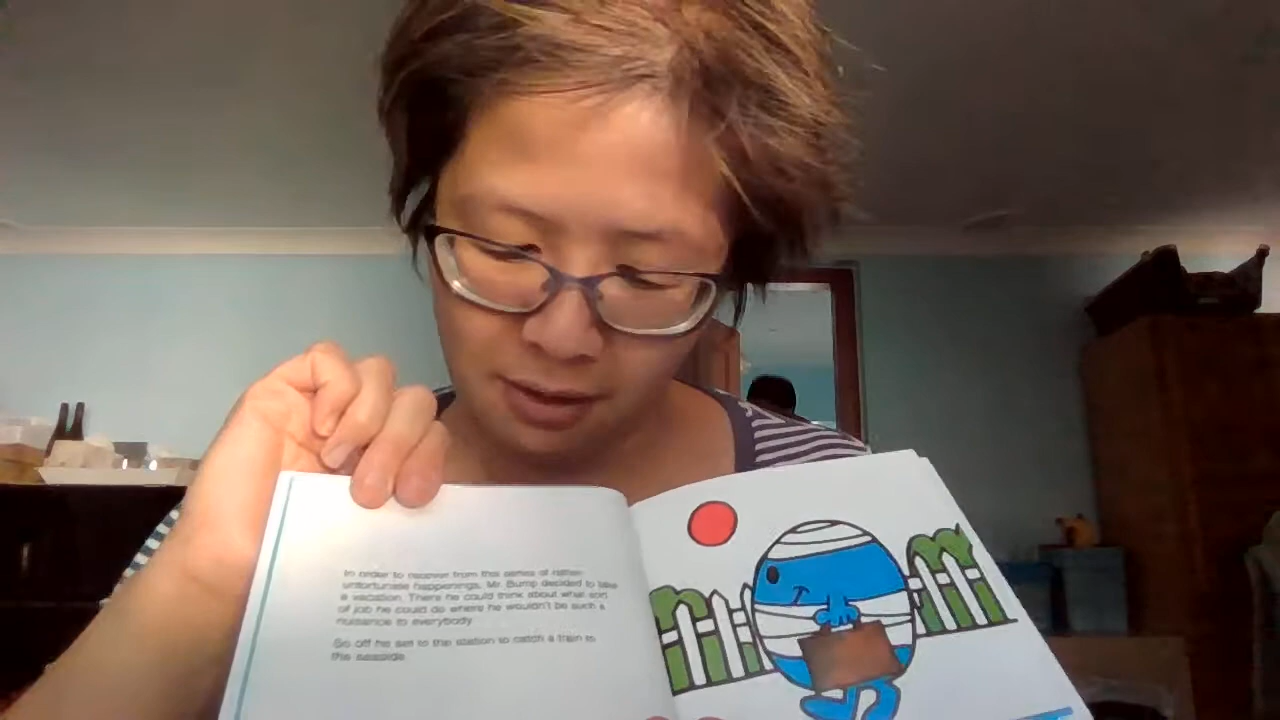 In order to recover from this series of rather
unfortunate happenings, Mr. Bump decided to take
a vacation. There he could think about what sort
of job he could do where he wouldn't be such a
nuisance to everybody.
So off he set to the station to catch a train to
the seaside.